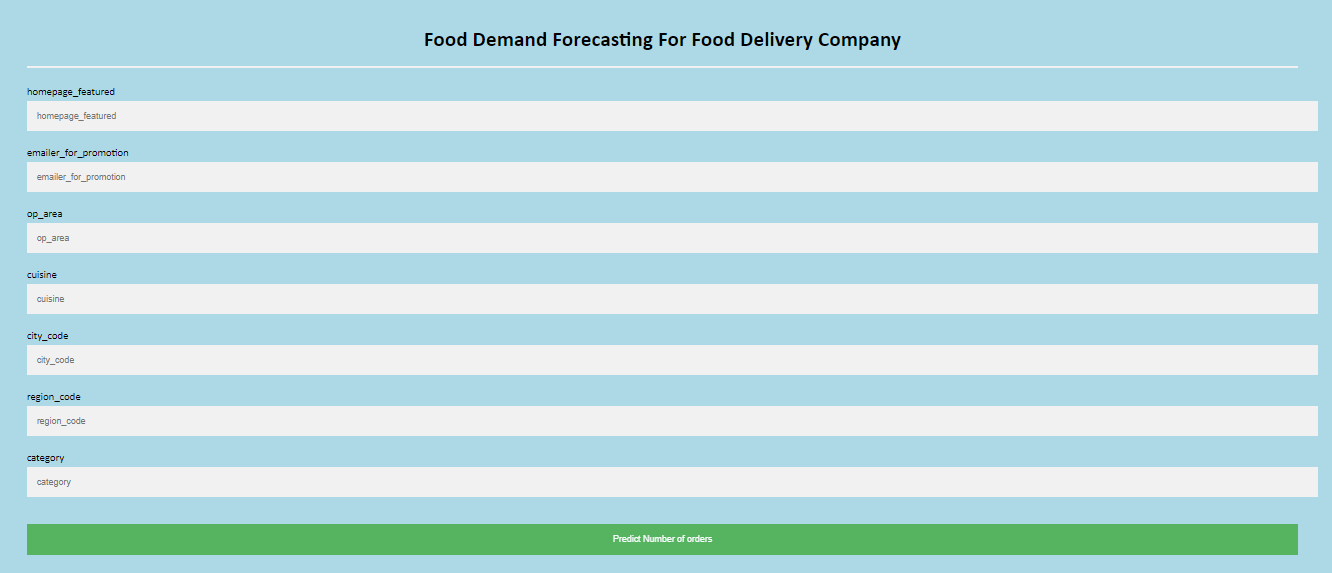 Food Demand Forecasting For Food Delivery Company
homepage_featured
homepage_featured
emailer_for_promotion
emailer_for_promotion
op_area
op_area
cuisine
cuisine
city_code
city_code
region_code
region_code
category
category
Predict Number of orders